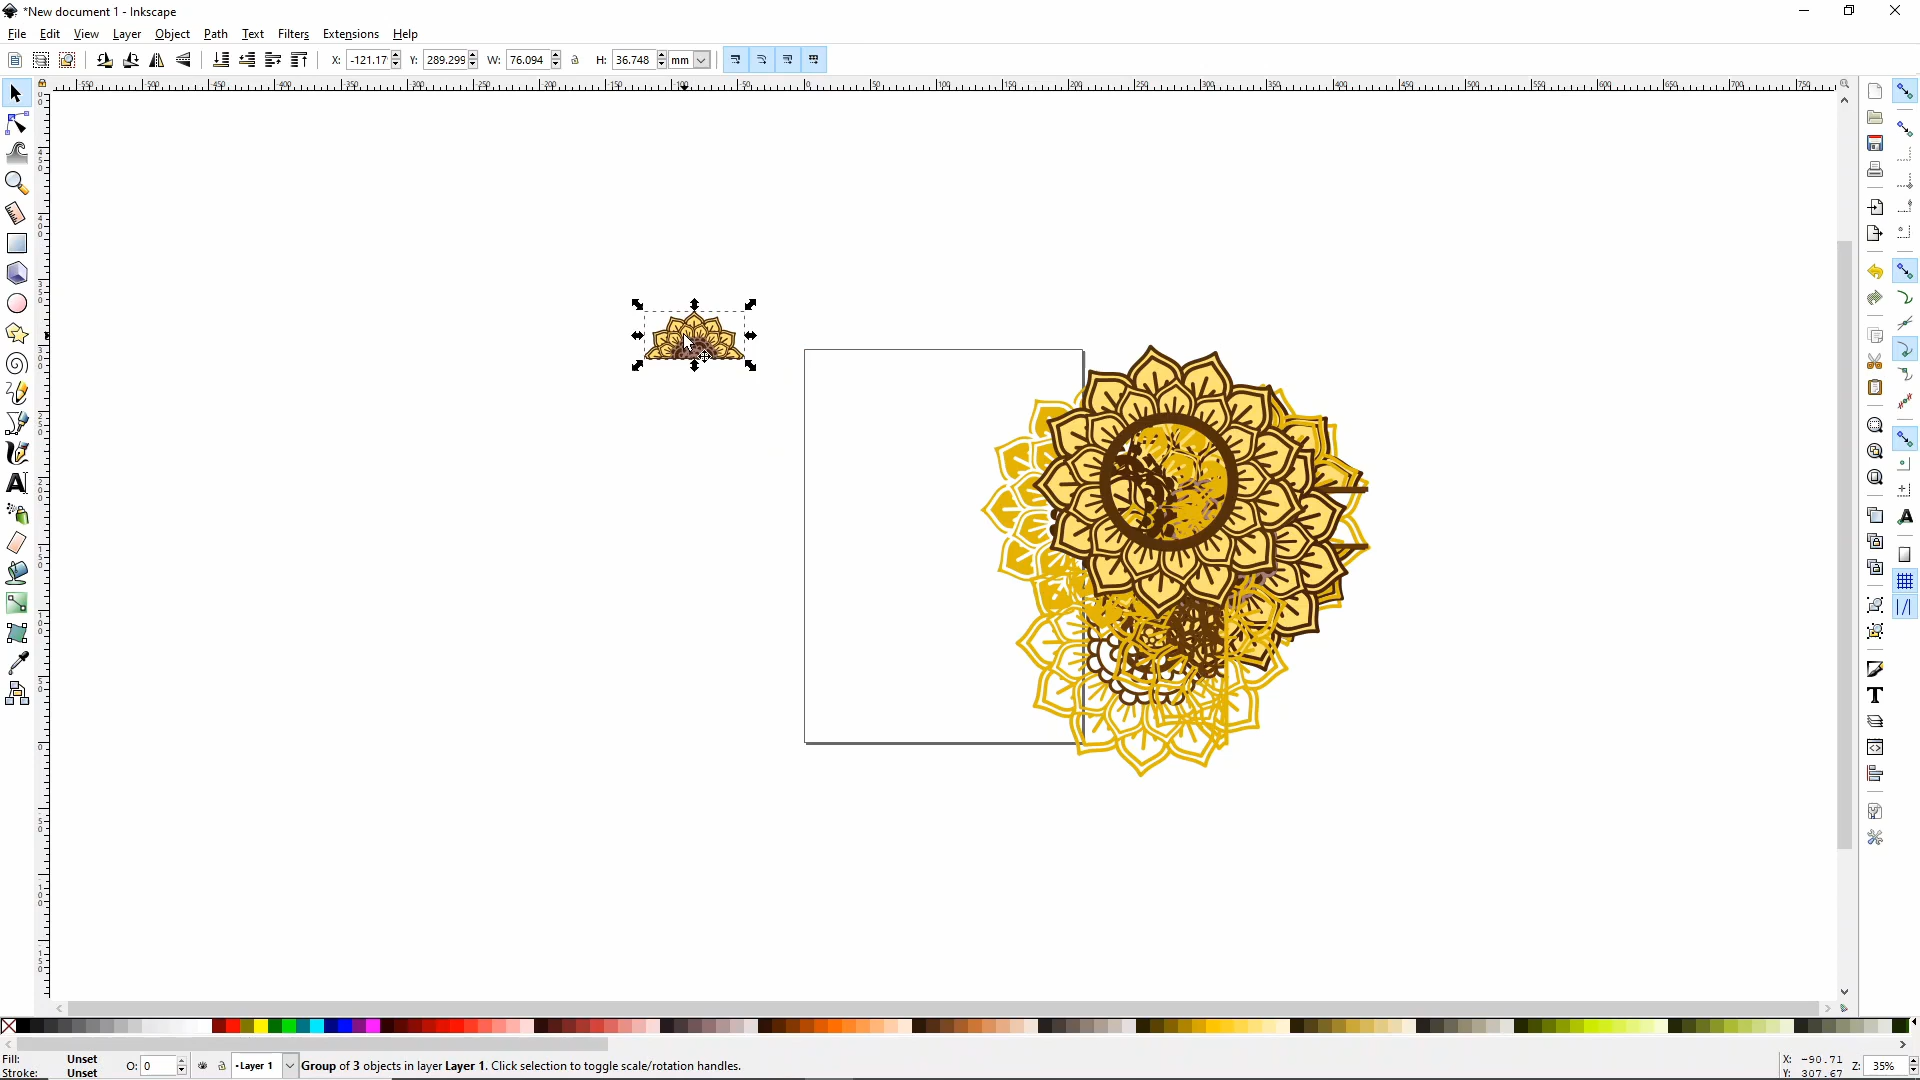 *New document 1 - Inkscape
File Edit View Layer Object Path Text Filters Extensions Help
X: -121.17 Y: 289.299 W: 76.094 H: 36.748 mm
Fill: Unset O: 0 •Layer 1 Group of 3 objects in layer Layer 1. Click selection to toggle scale/rotation handles. X: -90.71 Z: 35%
Stroke: Unset Y: 307.67